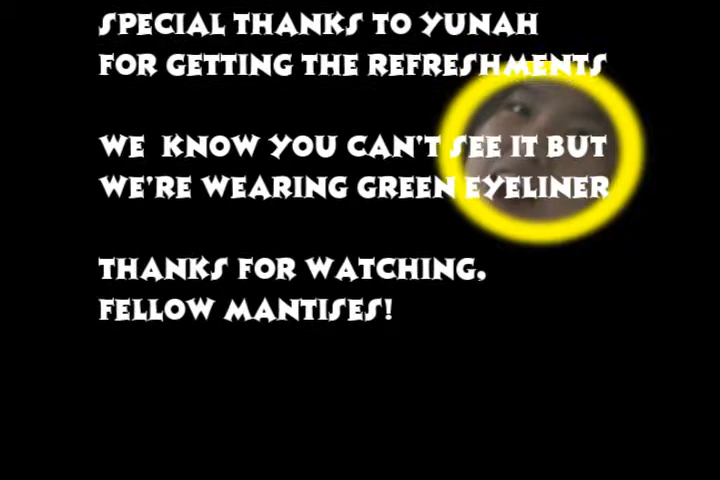 SPECIAL THANKS TO YUNAH
FOR GETTING THE REFRESHMENTS
WE KNOW YOU CAN'T SEE IT BUT
WE'RE WEARING GREEN EYELINER
THANKS FOR WATCHING,
FELLOW MANTISES!